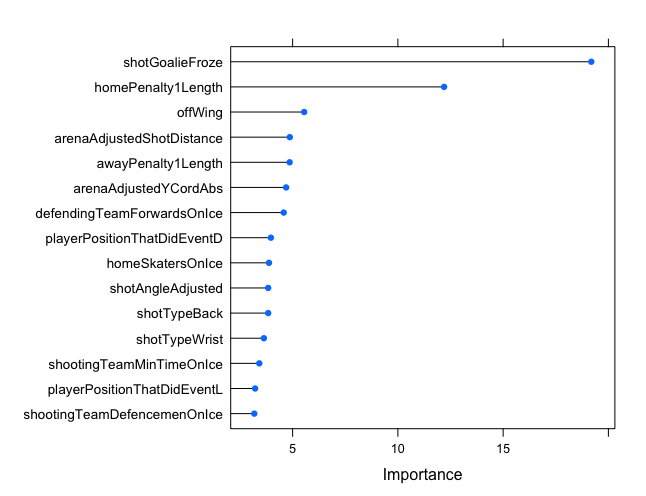 shotGoalieFroze
homePenalty1Length
offWing
arenaAdjustedShotDistance
awayPenalty1Length
arenaAdjustedYCordAbs
defendingTeamForwardsOnIce
playerPositionThatDidEventD
homeSkatersOnIce
shotAngleAdjusted
shotTypeBack
shotTypeWrist
shootingTeamMinTimeOnIce
playerPositionThatDidEventL
shootingTeamDefencemenOnIce
5 10 15
Importance